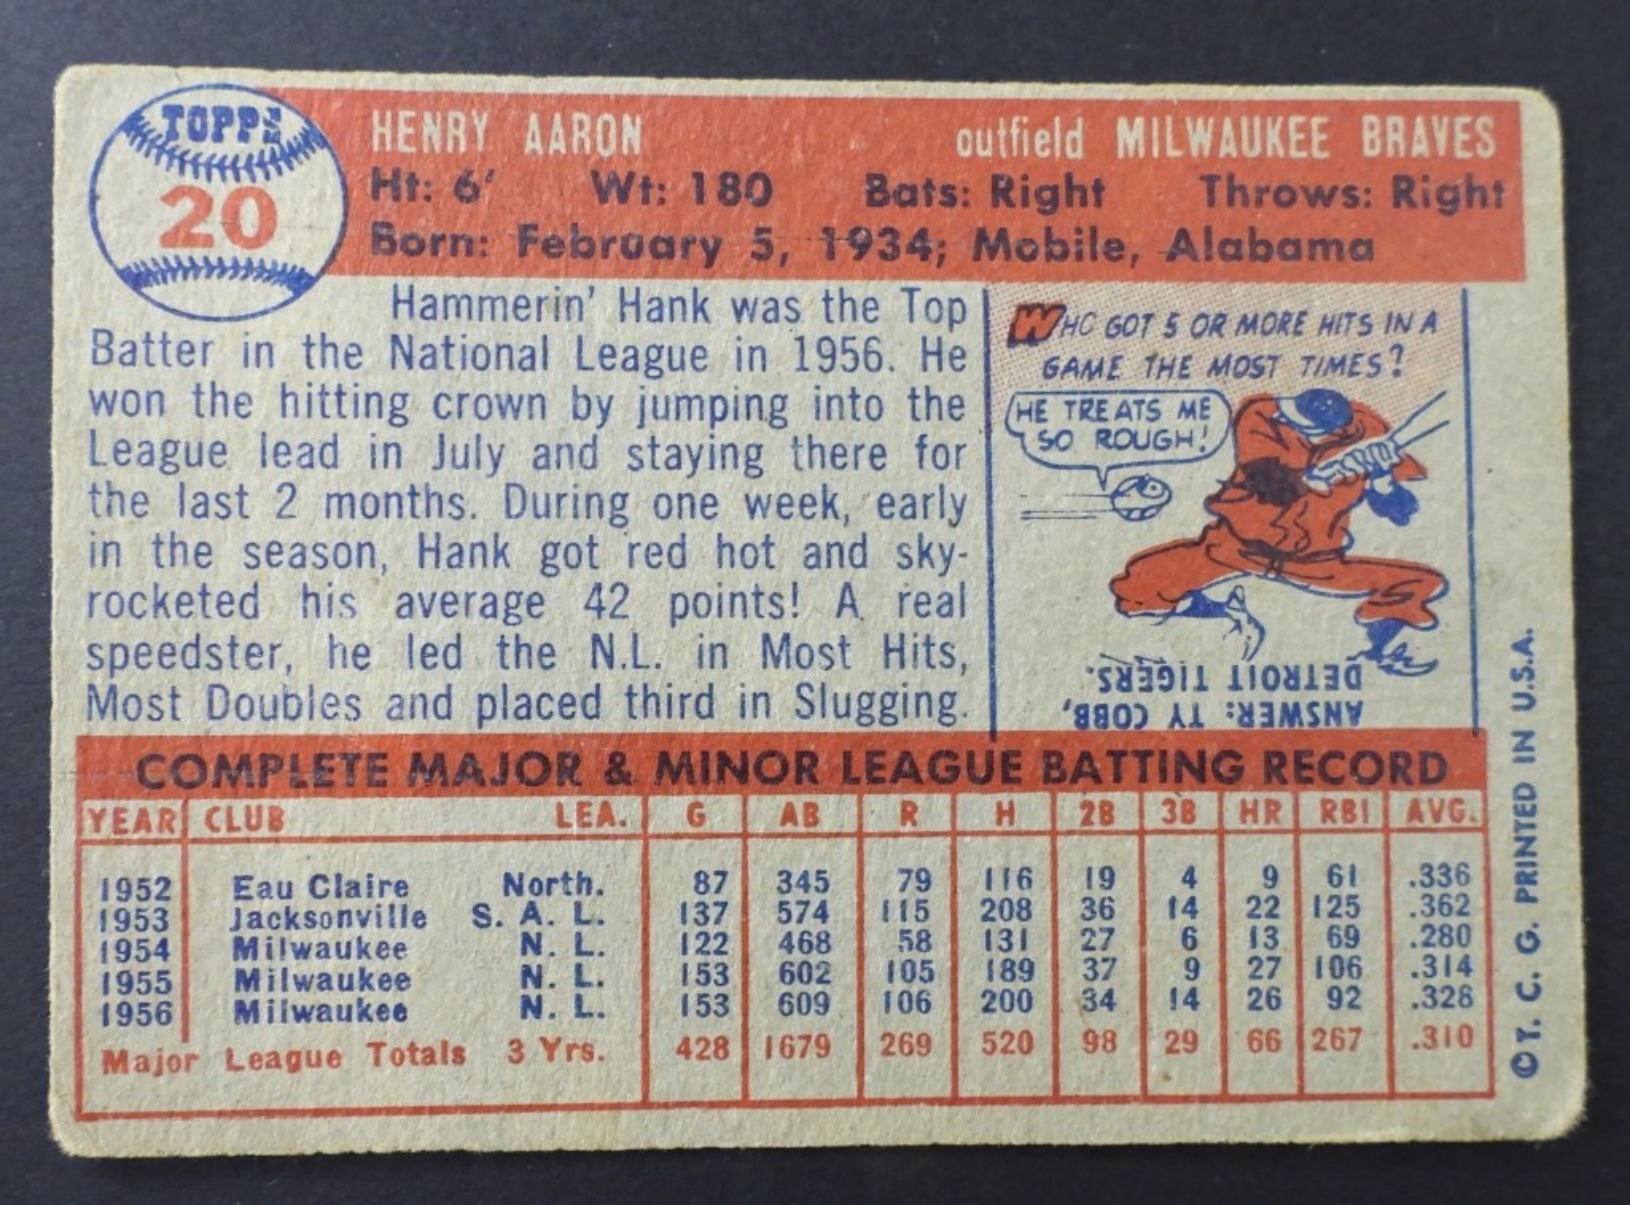 TOPPS
20
HENRY AARON outfield MILWAUKEE BRAVES
Ht: 6' Wt: 180 Bats: Right Throws: Right
Born: February 5, 1934; Mobile, Alabama
Hammerin' Hank was the Top
Batter in the National League in 1956. He
won the hitting crown by jumping into the
League lead in July and staying there for
the last 2 months. During one week, early
in the season, Hank got red hot and sky-
rocketed his average 42 points! A real
speedster, he led the N.L. in Most Hits,
Most Doubles and placed third in Slugging.
WHO GOT 5 OR MORE HITS IN A
GAME THE MOST TIMES?
HE TREATS ME
SO ROUGH!
ANSWER: TY COBB,
DETROIT TIGERS.
COMPLETE MAJOR & MINOR LEAGUE BATTING RECORD
YEAR CLUB LEA. G AB R H 2B 3B HR RBI AVG.
1952 Eau Claire North. 87 345 79 116 19 4 9 61 .336
1953 Jacksonville S. A. L. 137 574 115 208 36 14 22 125 .362
1954 Milwaukee N. L. 122 468 58 131 27 6 13 69 .280
1955 Milwaukee N. L. 153 602 105 189 37 9 27 106 .314
1956 Milwaukee N. L. 153 609 106 200 34 14 26 92 .328
Major League Totals 3 Yrs. 428 1679 269 520 98 29 66 267 .310
© T. C. G. PRINTED IN U.S.A.